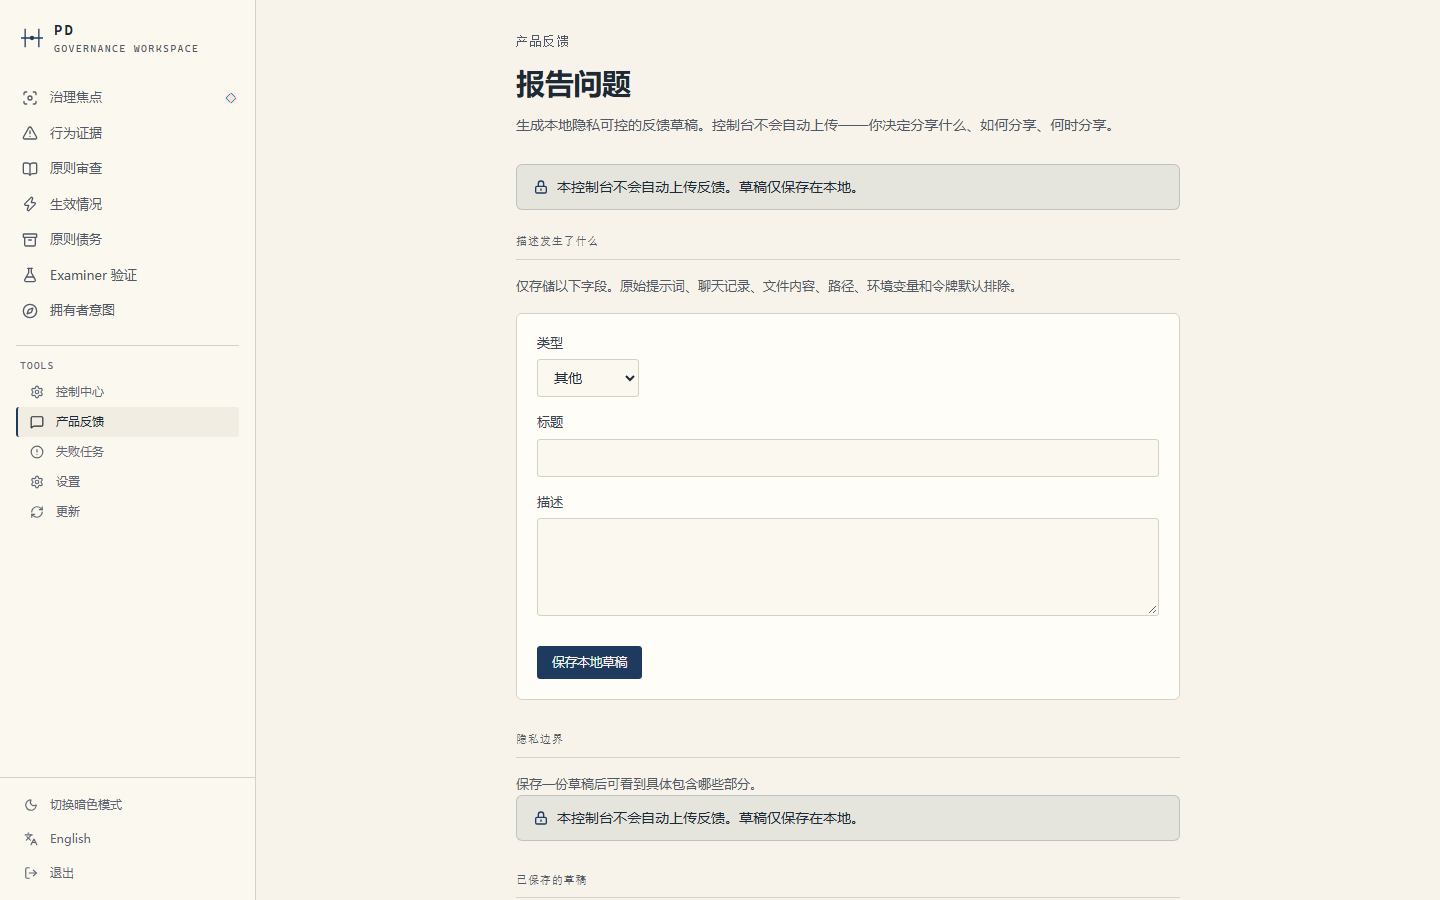 PD
GOVERNANCE WORKSPACE
治理焦点
行为证据
原则审查
生效情况
原则债务
Examiner 验证
拥有者意图
TOOLS
控制中心
产品反馈
失败任务
设置
更新
切换暗色模式
English
退出
产品反馈
报告问题
生成本地隐私可控的反馈草稿。控制台不会自动上传——你决定分享什么、如何分享、何时分享。
本控制台不会自动上传反馈。草稿仅保存在本地。
描述发生了什么
仅存储以下字段。原始提示词、聊天记录、文件内容、路径、环境变量和令牌默认排除。
类型
其他
标题
描述
保存本地草稿
隐私边界
保存一份草稿后可看到具体包含哪些部分。
本控制台不会自动上传反馈。草稿仅保存在本地。
已保存的草稿